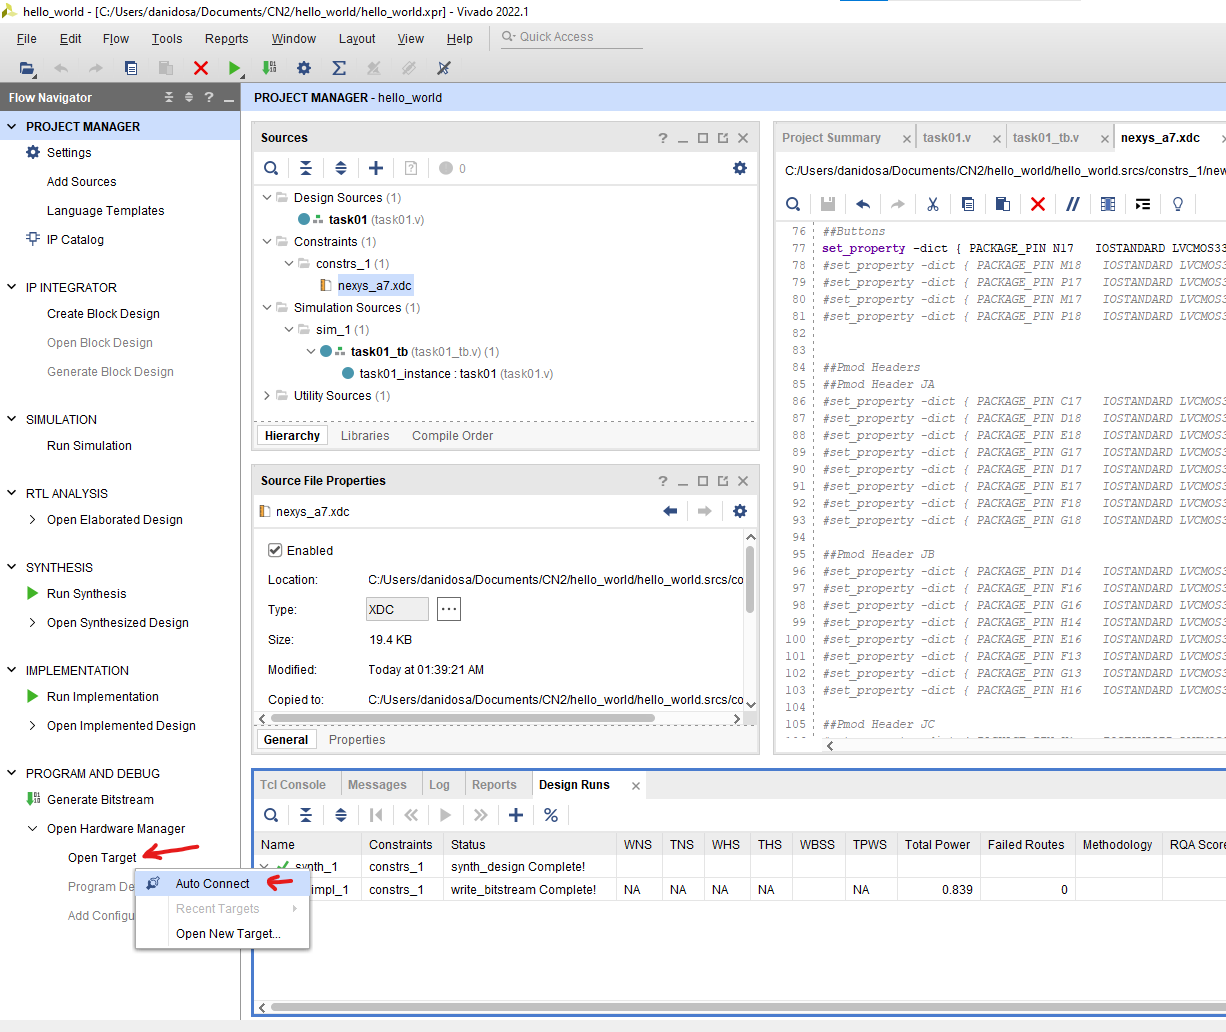 hello_world - [C:/Users/danidosa/Documents/CN2/hello_world/hello_world.xpr] - Vivado 2022.1
File Edit Flow Tools Reports Window Layout View Help Quick Access
Flow Navigator
PROJECT MANAGER
Settings
Add Sources
Language Templates
IP Catalog
IP INTEGRATOR
Create Block Design
Open Block Design
Generate Block Design
SIMULATION
Run Simulation
RTL ANALYSIS
Open Elaborated Design
SYNTHESIS
Run Synthesis
Open Synthesized Design
IMPLEMENTATION
Run Implementation
Open Implemented Design
PROGRAM AND DEBUG
Generate Bitstream
Open Hardware Manager
Open Target
Program De
Add Configu
Auto Connect
Recent Targets
Open New Target...
PROJECT MANAGER - hello_world
Sources
0
Design Sources (1)
task01 (task01.v)
Constraints (1)
constrs_1 (1)
nexys_a7.xdc
Simulation Sources (1)
sim_1 (1)
task01_tb (task01_tb.v) (1)
task01_instance : task01 (task01.v)
Utility Sources (1)
Hierarchy Libraries Compile Order
Source File Properties
nexys_a7.xdc
Enabled
Location: C:/Users/danidosa/Documents/CN2/hello_world/hello_world.srcs/co
Type: XDC
Size: 19.4 KB
Modified: Today at 01:39:21 AM
Copied to: C:/Users/danidosa/Documents/CN2/hello_world/hello_world.srcs/co
General Properties
Project Summary task01.v task01_tb.v nexys_a7.xdc
C:/Users/danidosa/Documents/CN2/hello_world/hello_world.srcs/constrs_1/new
76 ##Buttons
77 set_property -dict { PACKAGE_PIN N17 IOSTANDARD LVCMOS33
78 #set_property -dict { PACKAGE_PIN M18 IOSTANDARD LVCMOS3
79 #set_property -dict { PACKAGE_PIN P17 IOSTANDARD LVCMOS3
80 #set_property -dict { PACKAGE_PIN M17 IOSTANDARD LVCMOS3
81 #set_property -dict { PACKAGE_PIN P18 IOSTANDARD LVCMOS3
82
83
84 ##Pmod Headers
85 ##Pmod Header JA
86 #set_property -dict { PACKAGE_PIN C17 IOSTANDARD LVCMOS3
87 #set_property -dict { PACKAGE_PIN D18 IOSTANDARD LVCMOS3
88 #set_property -dict { PACKAGE_PIN E18 IOSTANDARD LVCMOS3
89 #set_property -dict { PACKAGE_PIN G17 IOSTANDARD LVCMOS3
90 #set_property -dict { PACKAGE_PIN D17 IOSTANDARD LVCMOS3
91 #set_property -dict { PACKAGE_PIN E17 IOSTANDARD LVCMOS3
92 #set_property -dict { PACKAGE_PIN F18 IOSTANDARD LVCMOS3
93 #set_property -dict { PACKAGE_PIN G18 IOSTANDARD LVCMOS3
94
95 ##Pmod Header JB
96 #set_property -dict { PACKAGE_PIN D14 IOSTANDARD LVCMOS3
97 #set_property -dict { PACKAGE_PIN F16 IOSTANDARD LVCMOS3
98 #set_property -dict { PACKAGE_PIN G16 IOSTANDARD LVCMOS3
99 #set_property -dict { PACKAGE_PIN H14 IOSTANDARD LVCMOS3
100 #set_property -dict { PACKAGE_PIN E16 IOSTANDARD LVCMOS3
101 #set_property -dict { PACKAGE_PIN F13 IOSTANDARD LVCMOS3
102 #set_property -dict { PACKAGE_PIN G13 IOSTANDARD LVCMOS3
103 #set_property -dict { PACKAGE_PIN H16 IOSTANDARD LVCMOS3
104
105 ##Pmod Header JC
Tcl Console Messages Log Reports Design Runs
Name Constraints Status WNS TNS WHS THS WBSS TPWS Total Power Failed Routes Methodology RQA Score
synth_1 constrs_1 synth_design Complete!
impl_1 constrs_1 write_bitstream Complete! NA NA NA NA NA 0.839 0